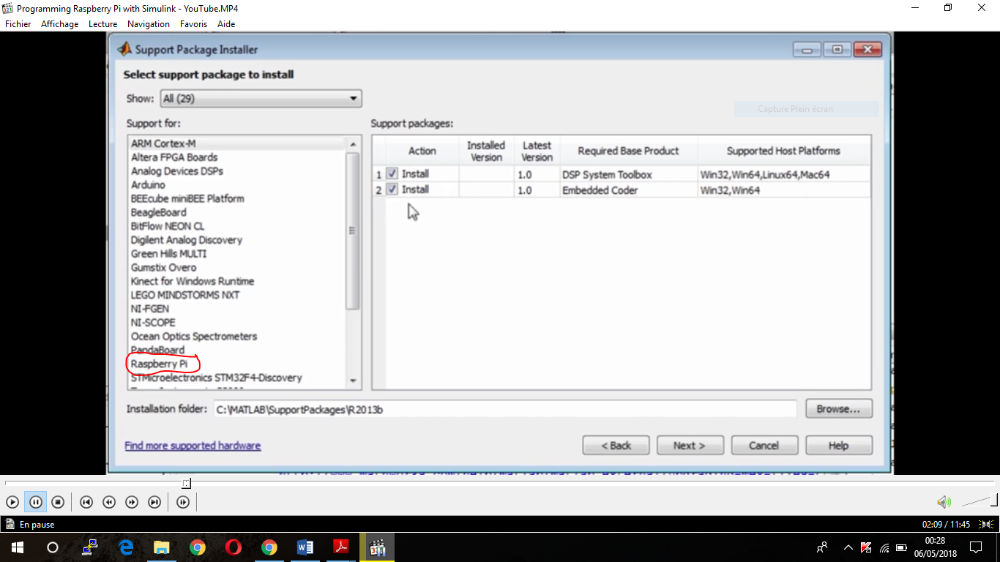 Programming Raspberry Pi with Simulink - YouTube.MP4
Fichier Affichage Lecture Navigation Favoris Aide
Support Package Installer
Select support package to install
Show: All (29)
Capture Plein écran
Support for:
ARM Cortex-M
Altera FPGA Boards
Analog Devices DSPs
Arduino
BEEcube miniBEE Platform
BeagleBoard
BitFlow NEON CL
Digilent Analog Discovery
Green Hills MULTI
Gumstix Overo
Kinect for Windows Runtime
LEGO MINDSTORMS NXT
NI-FGEN
NI-SCOPE
Ocean Optics Spectrometers
PandaBoard
Raspberry Pi
STMicroelectronics STM32F4-Discovery
Support packages:
Action Installed Version Latest Version Required Base Product Supported Host Platforms
1 Install 1.0 DSP System Toolbox Win32,Win64,Linux64,Mac64
2 Install 1.0 Embedded Coder Win32,Win64
Installation folder: C:\MATLAB\SupportPackages\R2013b Browse...
Find more supported hardware < Back Next > Cancel Help
En pause 02:09 / 11:45
00:28
06/05/2018